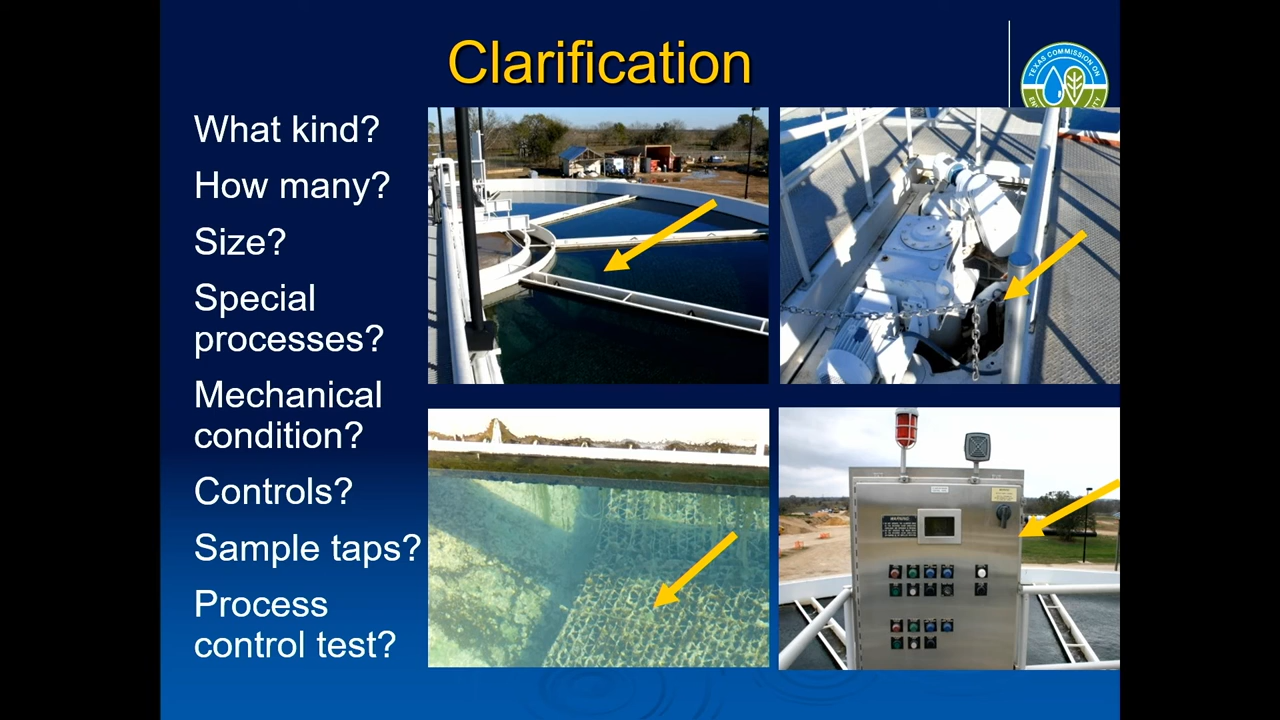 Clarification
TEXAS COMMISSION ON
What kind?
How many?
Size?
Special
processes?
Mechanical
condition?
Controls?
Sample taps?
Process
control test?